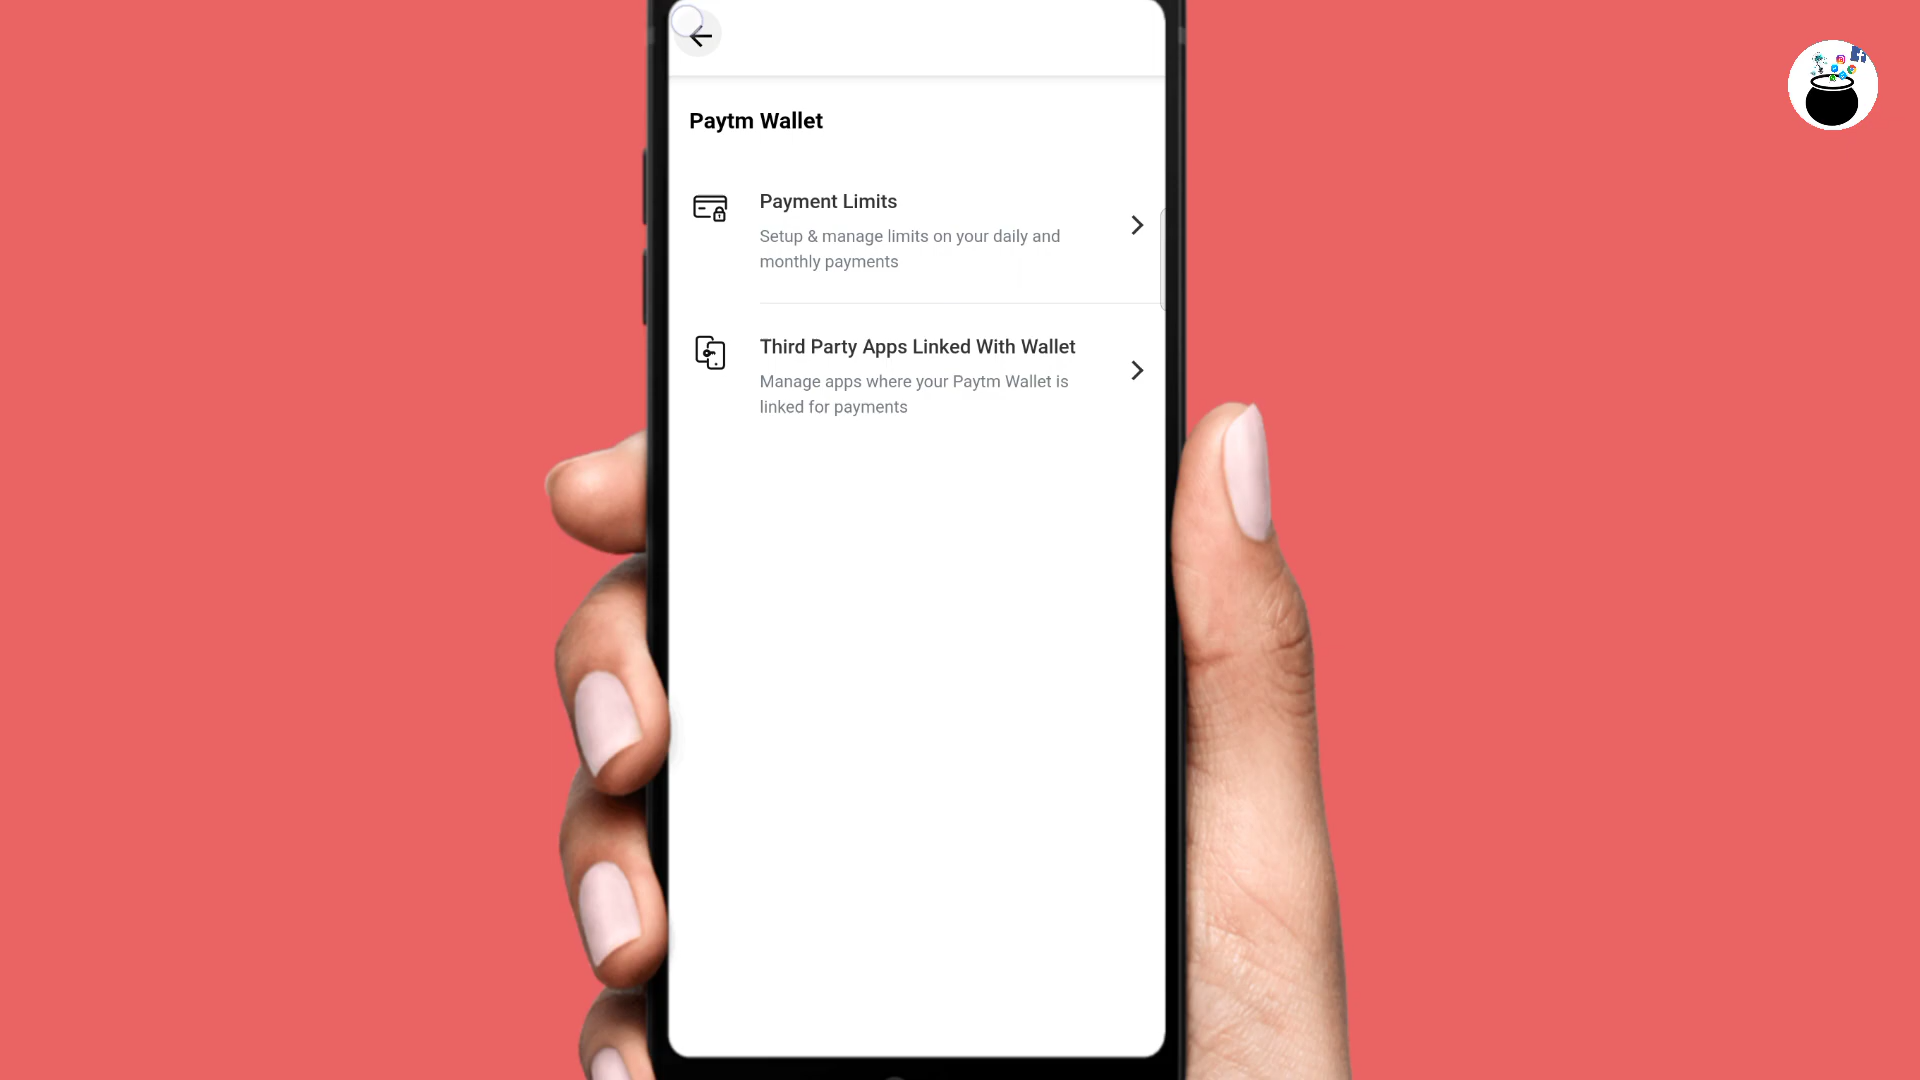 Paytm Wallet
Payment Limits
Setup & manage limits on your daily and
monthly payments
Third Party Apps Linked With Wallet
Manage apps where your Paytm Wallet is
linked for payments